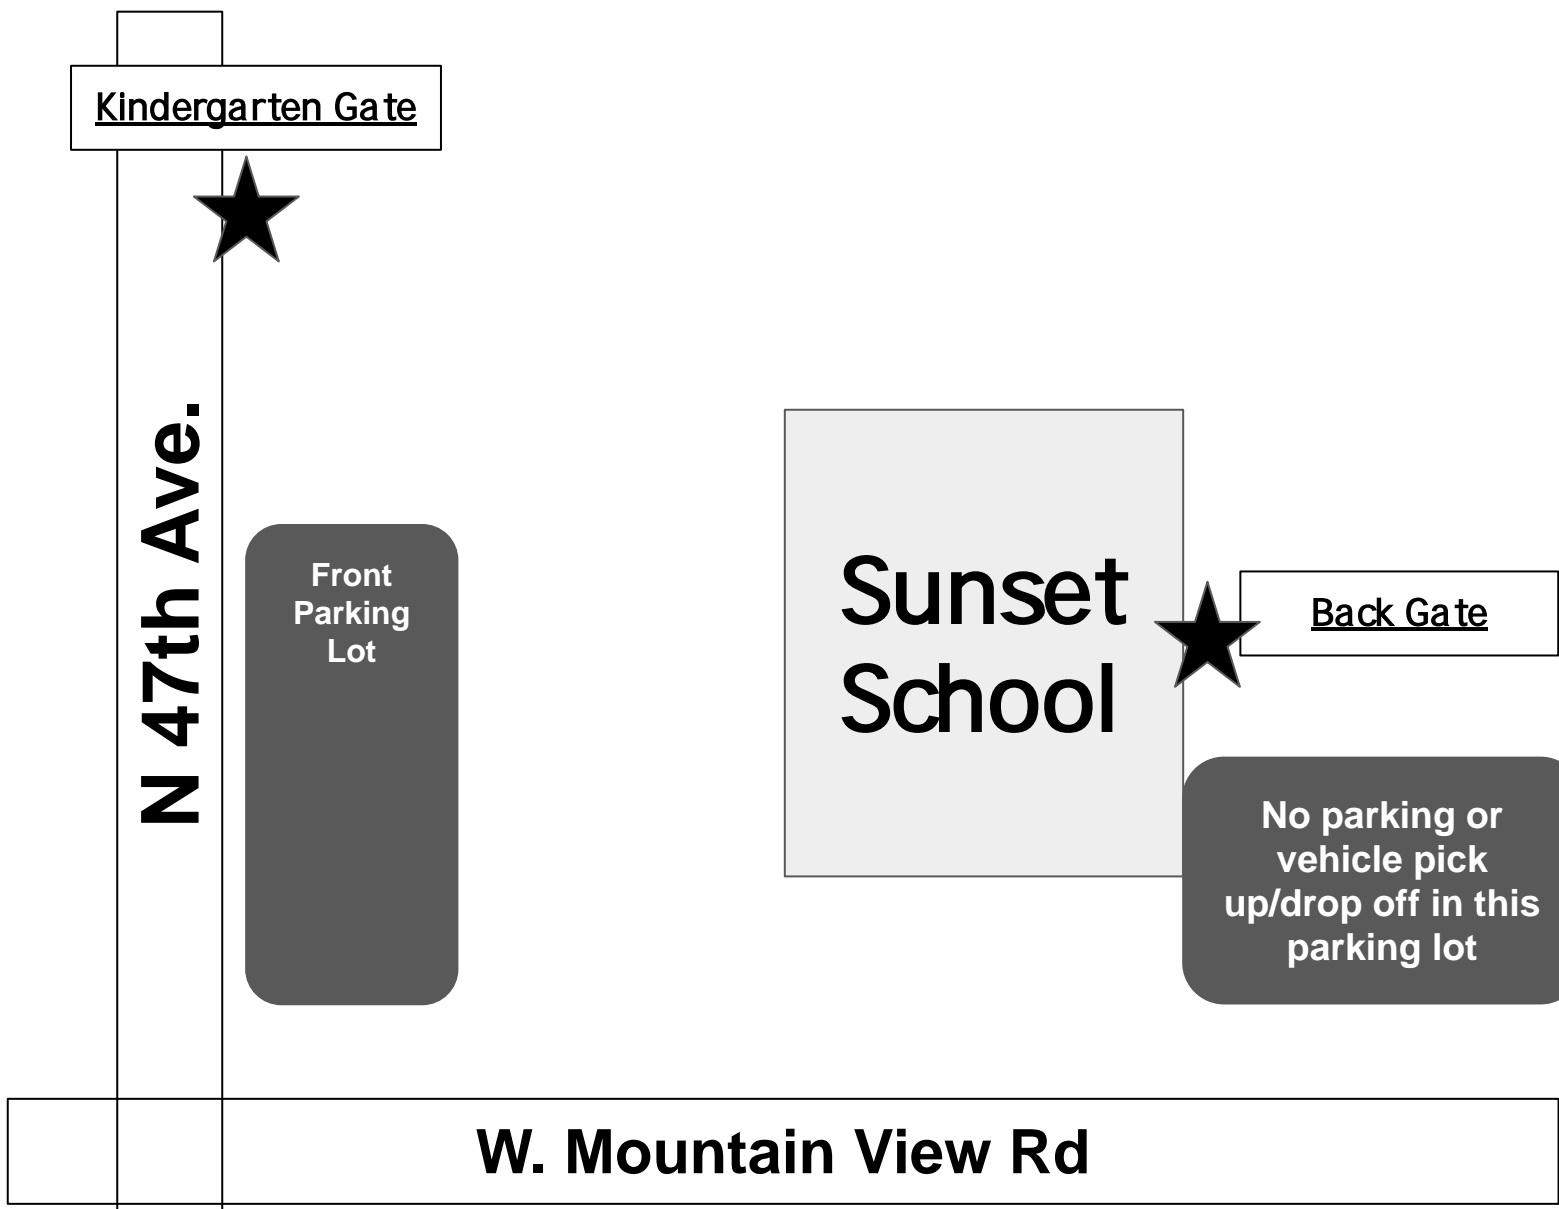 Kindergarten Gate
N 47th Ave.
Front
Parking
Lot
Sunset
School
Back Gate
No parking or
vehicle pick
up/drop off in this
parking lot
W. Mountain View Rd